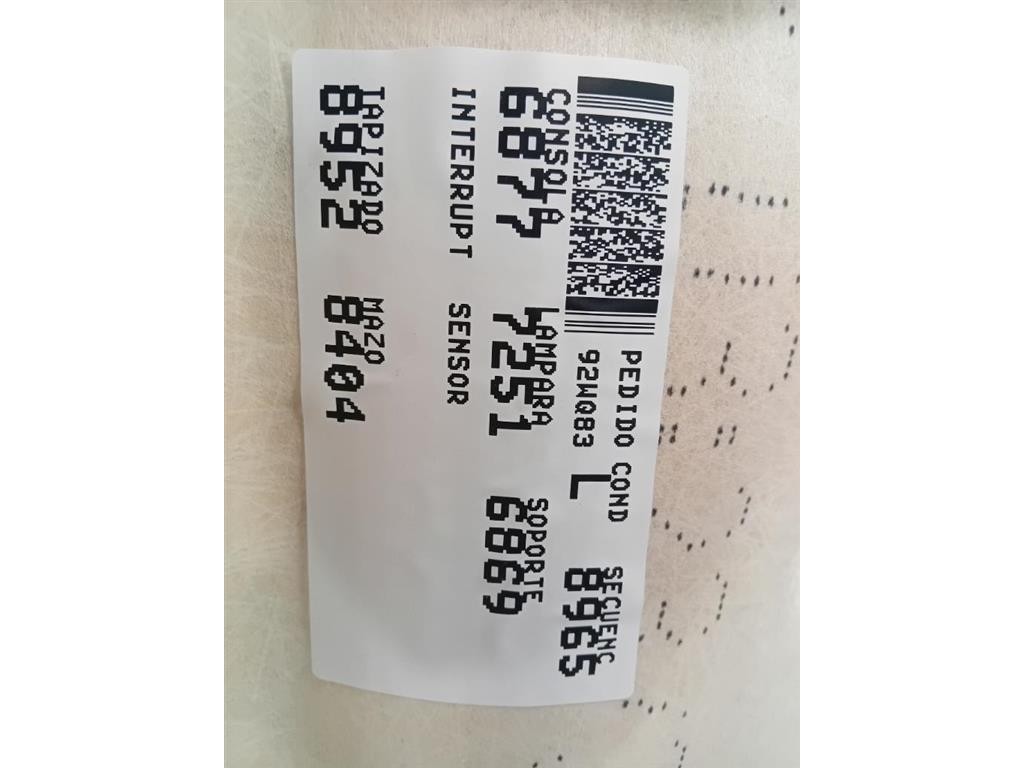 PEDIDO COND SECUENC
92WQ83 L 8965
CONSOLA LAMPARA SOPORTE
6877 7251 6869
INTERRUPT SENSOR
TAPIZADO MAZO
8952 8404